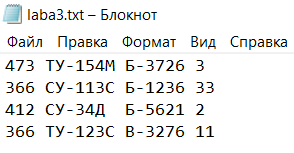 laba3.txt – Блокнот
Файл Правка Формат Вид Справка
473 ТУ-154М Б-3726 3
366 СУ-113С Б-1236 33
412 СУ-34Д Б-5621 2
366 ТУ-123С В-3276 11